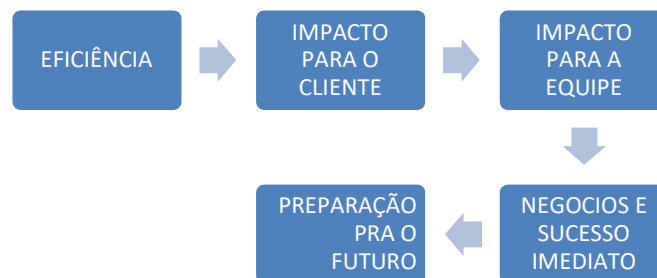 EFICIÊNCIA
IMPACTO
PARA O
CLIENTE
IMPACTO
PARA A
EQUIPE
NEGOCIOS E
SUCESSO
IMEDIATO
PREPARAÇÃO
PRA O
FUTURO